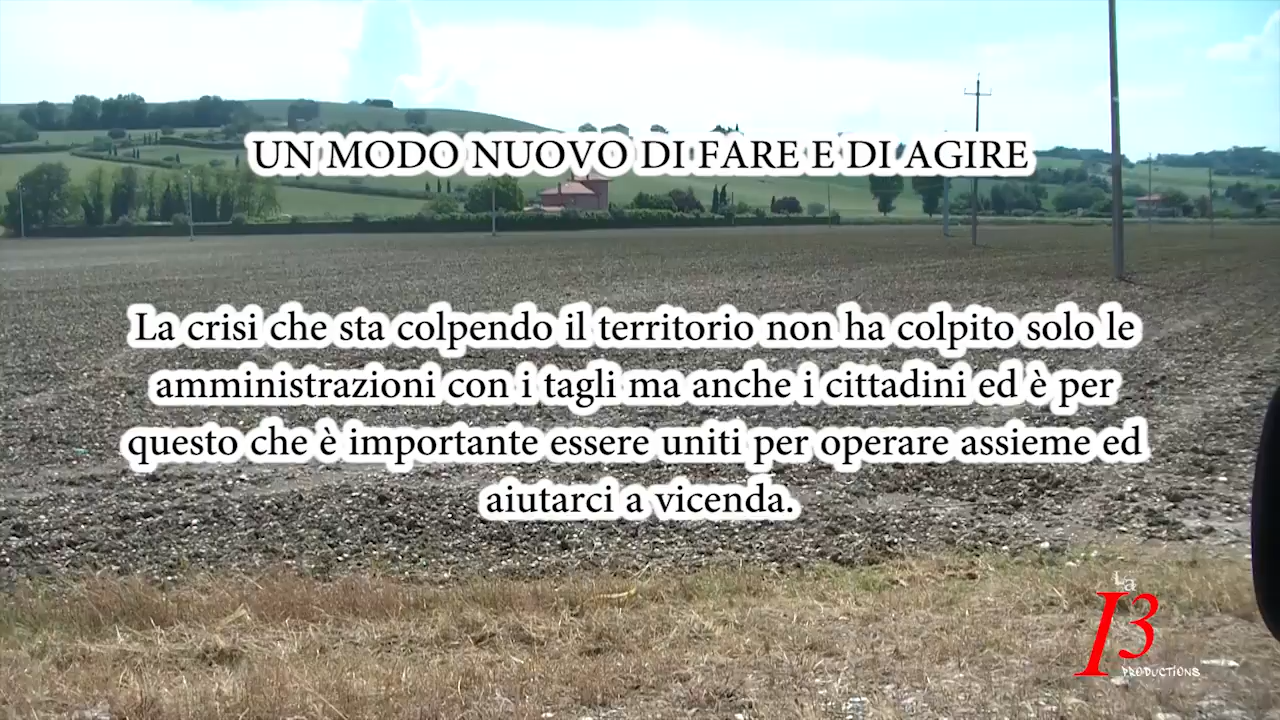 UN MODO NUOVO DI FARE E DI AGIRE
La crisi che sta colpendo il territorio non ha colpito solo le
amministrazioni con i tagli ma anche i cittadini ed è per
questo che è importante essere uniti per operare assieme ed
aiutarci a vicenda.
La
13
PRODUCTIONS